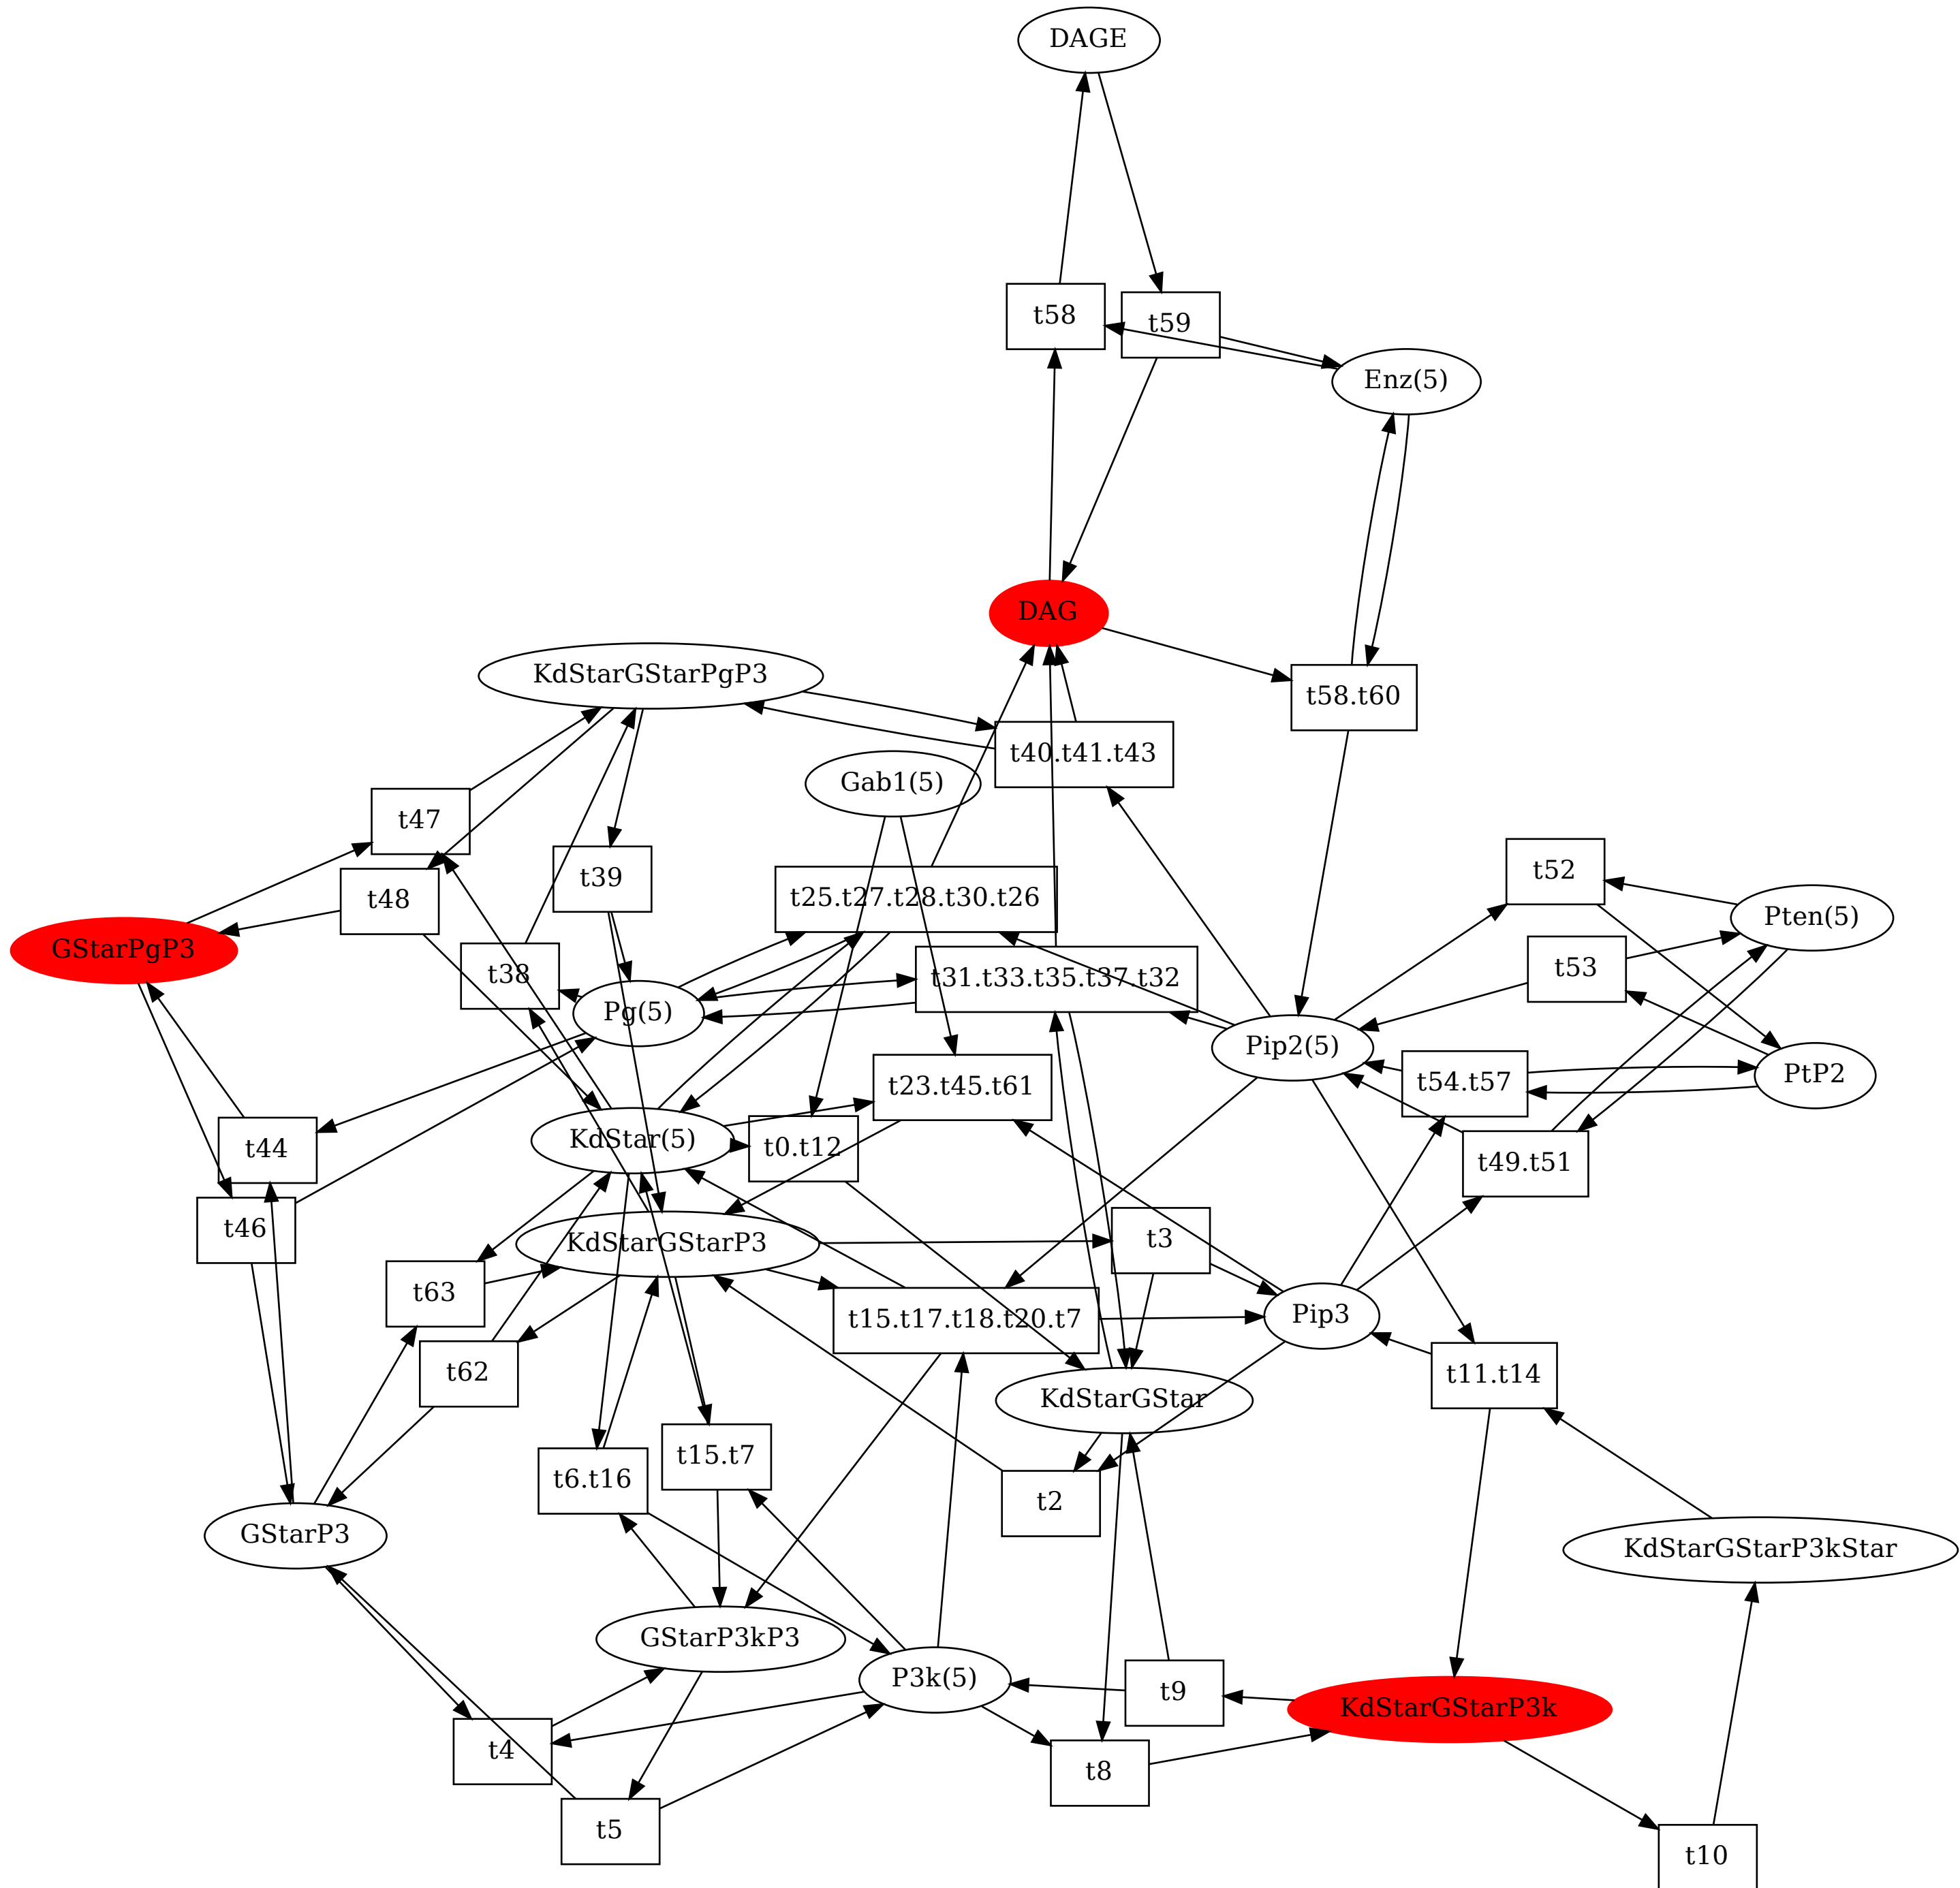 DAGE
t58
t59
Enz(5)
DAG
KdStarGStarPgP3
t58.t60
t40.t41.t43
Gab1(5)
t47
t39
t52
t48
t25.t27.t28.t30.t26
Pten(5)
GStarPgP3
t38
t31.t33.t35.t37.t32
t53
Pg(5)
Pip2(5)
PtP2
t23.t45.t61
t54.t57
KdStar(5)
t0.t12
t44
t49.t51
t46
KdStarGStarP3
t3
t63
t15.t17.t18.t20.t7
Pip3
t62
t11.t14
KdStarGStar
t15.t7
t6.t16
t2
GStarP3
KdStarGStarP3kStar
GStarP3kP3
P3k(5)
t9
KdStarGStarP3k
t4
t8
t5
t10